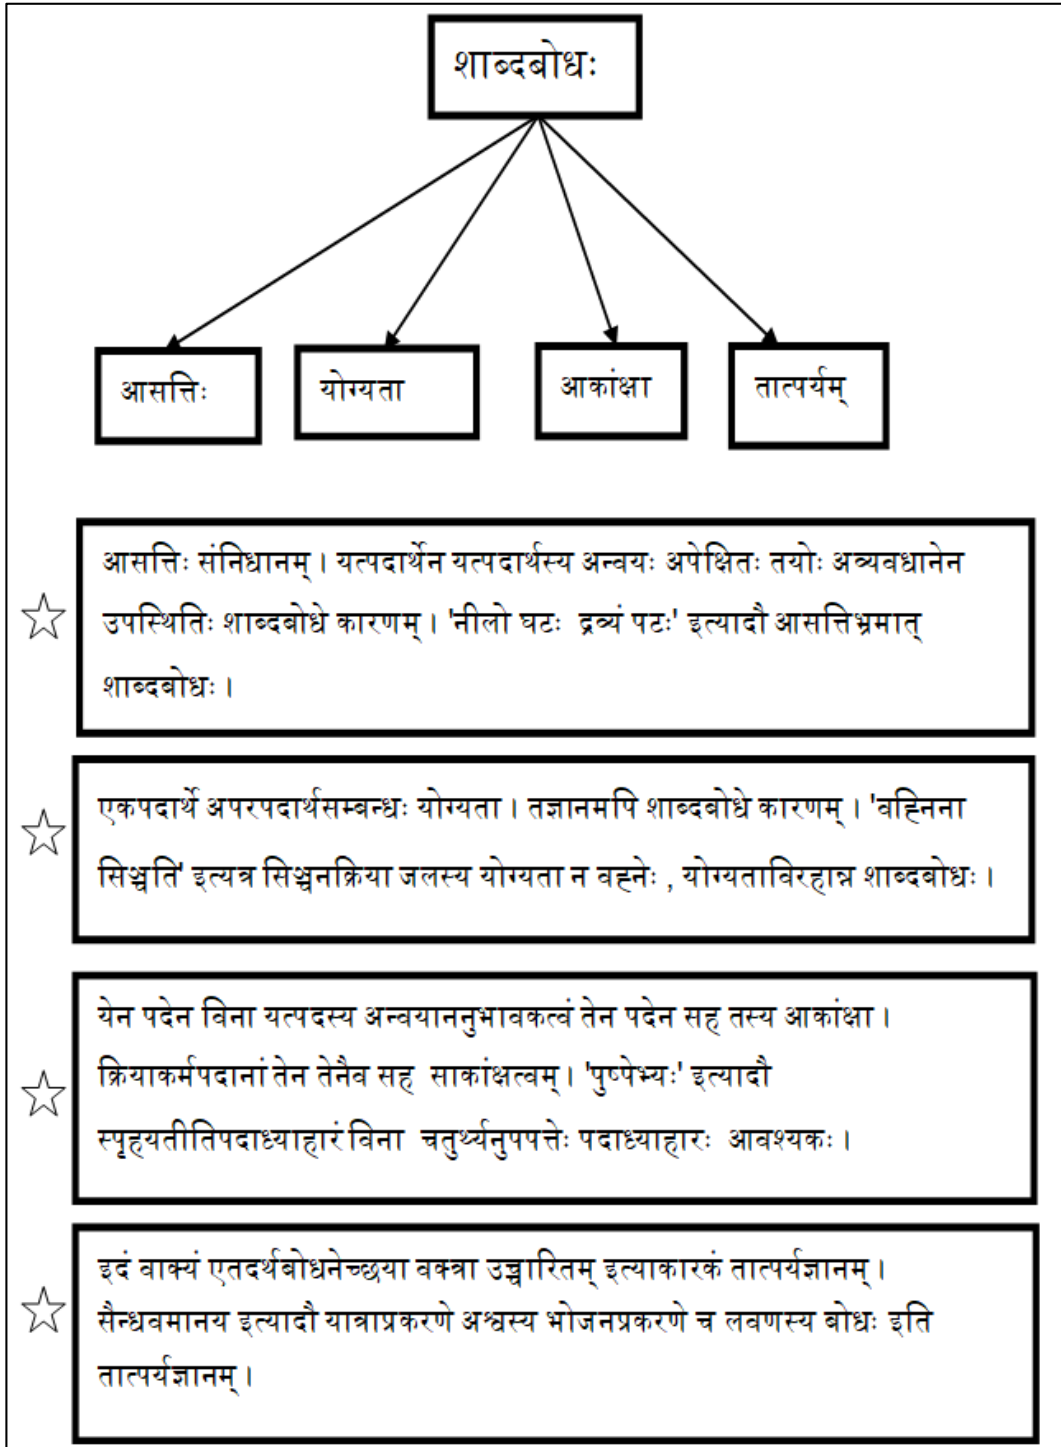 शाब्दबोधः
आसत्तिः
योग्यता
आकांक्षा
तात्पर्यम्
आसत्तिः संनिधानम् । यत्पदार्थेन यत्पदार्थस्य अन्वयः अपेक्षितः तयोः अव्यवधानेन
उपस्थितिः शाब्दबोधे कारणम् । 'नीलो घटः द्रव्यं पटः' इत्यादौ आसत्तिभ्रमात्
शाब्दबोधः ।
एकपदार्थे अपरपदार्थसम्बन्धः योग्यता । तज्ञानमपि शाब्दबोधे कारणम् । 'वह्निना
सिञ्चति' इत्यत्र सिञ्चनक्रिया जलस्य योग्यता न वह्नेः , योग्यताविरहान्न शाब्दबोधः ।
येन पदेन विना यत्पदस्य अन्वयाननुभावकत्वं तेन पदेन सह तस्य आकांक्षा ।
क्रियाकर्मपदानां तेन तेनैव सह साकांक्षत्वम् । 'पुष्पेभ्यः' इत्यादौ
स्पृहयतीतिपदाध्याहारं विना चतुर्थ्यनुपपत्तेः पदाध्याहारः आवश्यकः ।
इदं वाक्यं एतदर्थबोधनेच्छया वक्त्रा उच्चारितम् इत्याकारकं तात्पर्यज्ञानम् ।
सैन्धवमानय इत्यादौ यात्राप्रकरणे अश्वस्य भोजनप्रकरणे च लवणस्य बोधः इति
तात्पर्यज्ञानम् ।